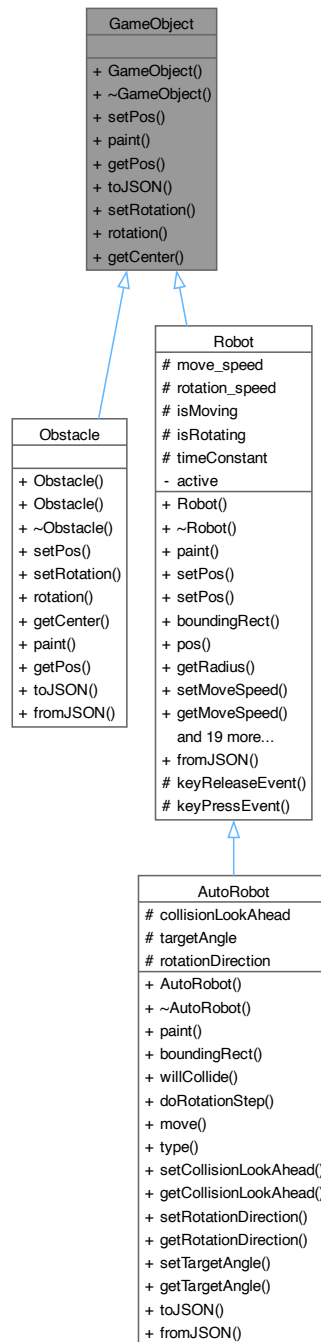 GameObject
+ GameObject()
+ ~GameObject()
+ setPos()
+ paint()
+ getPos()
+ toJSON()
+ setRotation()
+ rotation()
+ getCenter()
Obstacle
+ Obstacle()
+ Obstacle()
+ ~Obstacle()
+ setPos()
+ setRotation()
+ rotation()
+ getCenter()
+ paint()
+ getPos()
+ toJSON()
+ fromJSON()
Robot
# move_speed
# rotation_speed
# isMoving
# isRotating
# timeConstant
- active
+ Robot()
+ ~Robot()
+ paint()
+ setPos()
+ setPos()
+ boundingRect()
+ pos()
+ getRadius()
+ setMoveSpeed()
+ getMoveSpeed()
and 19 more...
+ fromJSON()
# keyReleaseEvent()
# keyPressEvent()
AutoRobot
# collisionLookAhead
# targetAngle
# rotationDirection
+ AutoRobot()
+ ~AutoRobot()
+ paint()
+ boundingRect()
+ willCollide()
+ doRotationStep()
+ move()
+ type()
+ setCollisionLookAhead()
+ getCollisionLookAhead()
+ setRotationDirection()
+ getRotationDirection()
+ setTargetAngle()
+ getTargetAngle()
+ toJSON()
+ fromJSON()